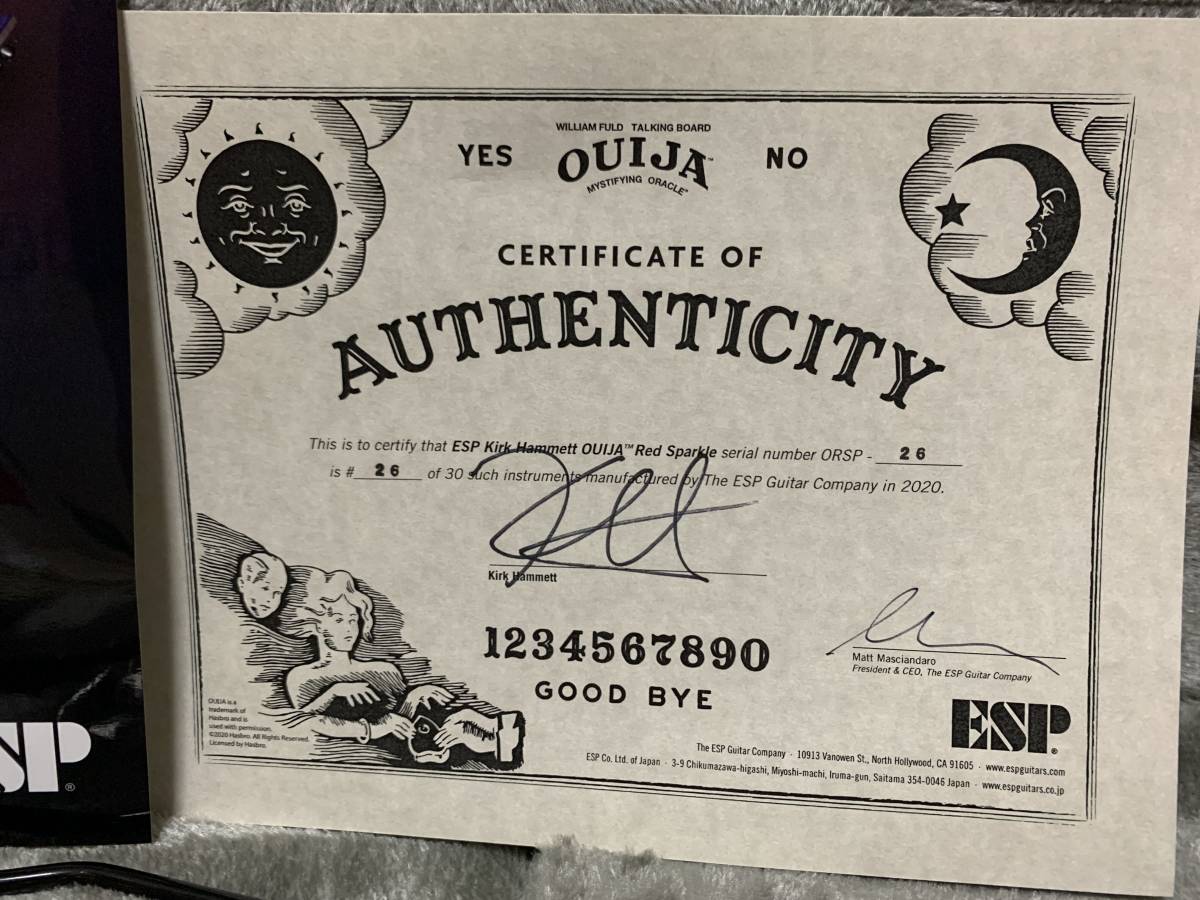 WILLIAM FULD TALKING BOARD
YES OUIJA™ NO
MYSTIFYING ORACLE™
CERTIFICATE OF
AUTHENTICITY
This is to certify that ESP Kirk Hammett OUIJA™ Red Sparkle serial number ORSP - 26
is # 26 of 30 such instruments manufactured by The ESP Guitar Company in 2020.
Kirk Hammett
1234567890
GOOD BYE
Matt Masciandaro
President & CEO, The ESP Guitar Company
OUIJA is a
trademark of
Hasbro and is
used with permission.
©2020 Hasbro. All Rights Reserved.
Licensed by Hasbro.
ESP®
The ESP Guitar Company · 10913 Vanowen St., North Hollywood, CA 91605 · www.espguitars.com
ESP Co. Ltd. of Japan · 3-9 Chikumazawa-higashi, Miyoshi-machi, Iruma-gun, Saitama 354-0046 Japan · www.espguitars.co.jp
SP®